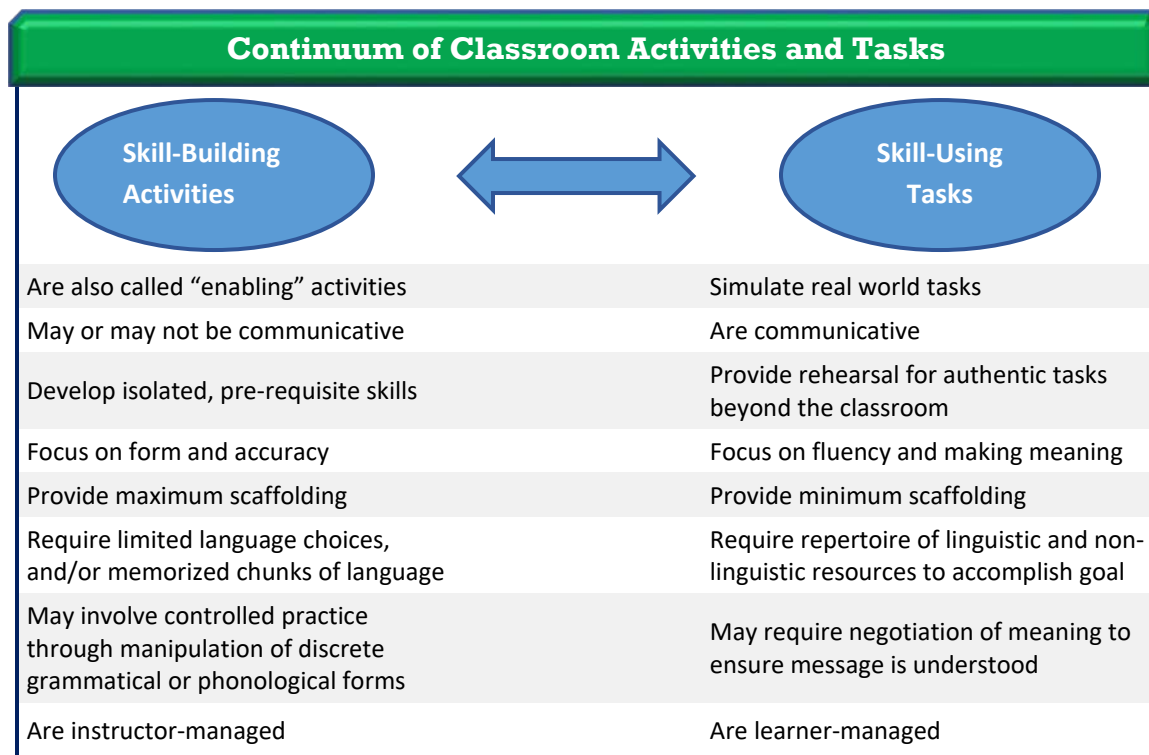 Continuum of Classroom Activities and Tasks
Skill-Building
Activities
Skill-Using
Tasks
Are also called “enabling” activities
Simulate real world tasks
May or may not be communicative
Are communicative
Develop isolated, pre-requisite skills
Provide rehearsal for authentic tasks
beyond the classroom
Focus on form and accuracy
Focus on fluency and making meaning
Provide maximum scaffolding
Provide minimum scaffolding
Require limited language choices,
and/or memorized chunks of language
Require repertoire of linguistic and non-
linguistic resources to accomplish goal
May involve controlled practice
through manipulation of discrete
grammatical or phonological forms
May require negotiation of meaning to
ensure message is understood
Are instructor-managed
Are learner-managed